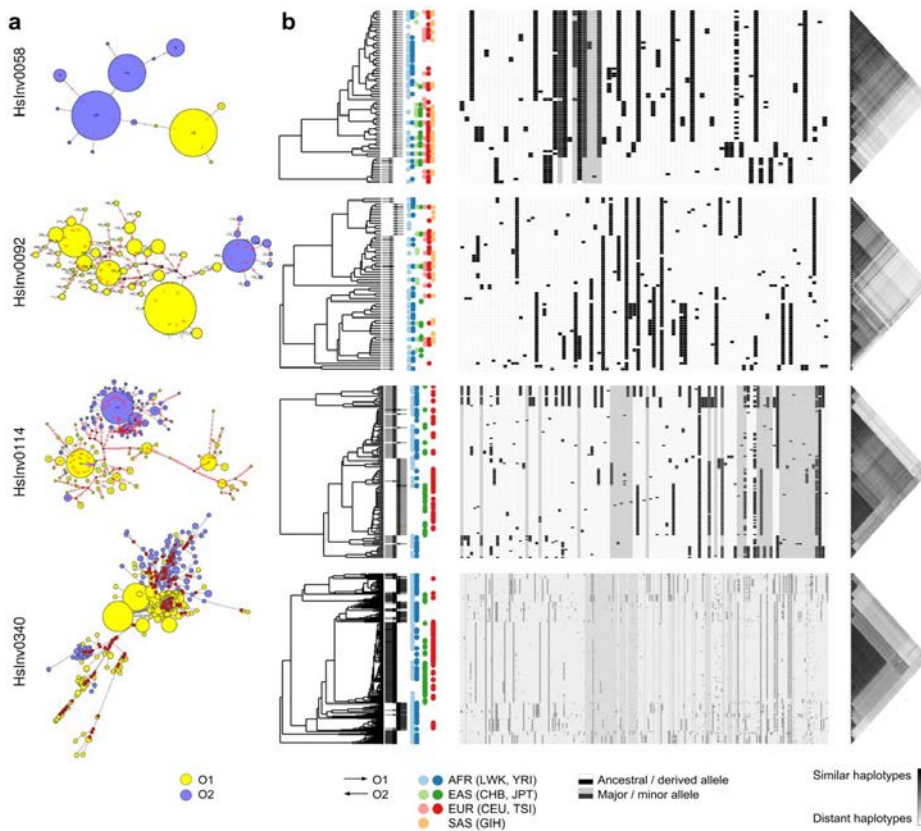 a
b
HsInv0058
HsInv0092
HsInv0114
HsInv0340
O1
O2
O1
O2
AFR (LWK, YRI)
EAS (CHB, JPT)
EUR (CEU, TSI)
SAS (GIH)
Ancestral / derived allele
Major / minor allele
Similar haplotypes
Distant haplotypes